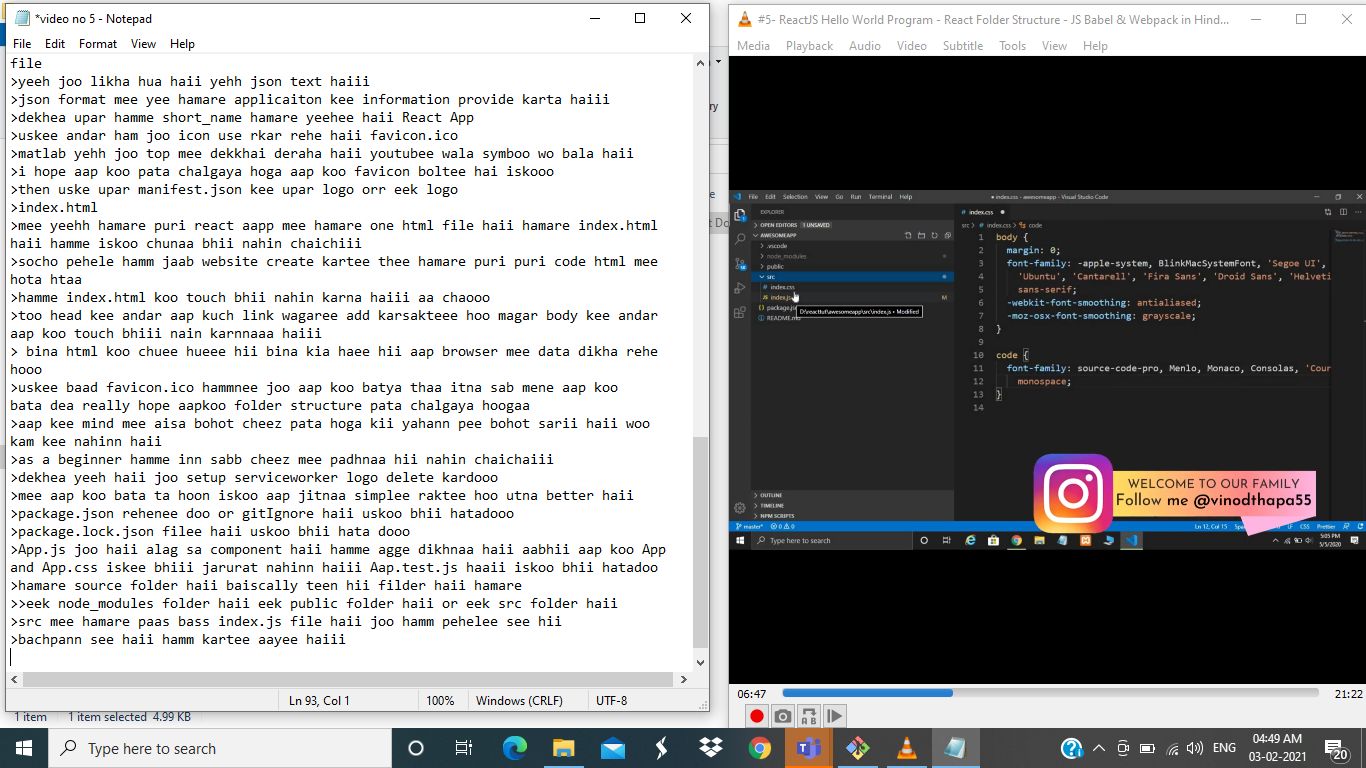 *video no 5 - Notepad
File Edit Format View Help
file
>yeeh joo likha hua haii yehh json text haiii
>json format mee yee hamare applicaiton kee information provide karta haiii
>dekhea upar hamme short_name hamare yeehee haii React App
>uskee andar ham joo icon use rkar rehe haii favicon.ico
>matlab yehh joo top mee dekkhai deraha haii youtubee wala symboo wo bala haii
>i hope aap koo pata chalgaya hoga aap koo favicon boltee hai iskooo
>then uske upar manifest.json kee upar logo orr eek logo
>index.html
>mee yeehh hamare puri react aapp mee hamare one html file haii hamare index.html
haii hamme iskoo chunaa bhii nahin chaichiii
>socho pehele hamm jaab website create kartee thee hamare puri puri code html mee
hota htaa
>hamme index.html koo touch bhii nahin karna haiii aa chaooo
>too head kee andar aap kuch link wagaree add karsakteee hoo magar body kee andar
aap koo touch bhiii nain karnnaaa haiii
> bina html koo chuee hueee hii bina kia haee hii aap browser mee data dikha rehe
hooo
>uskee baad favicon.ico hammnee joo aap koo batya thaa itna sab mene aap koo
bata dea really hope aapkoo folder structure pata chalgaya hoogaa
>aap kee mind mee aisa bohot cheez pata hoga kii yahann pee bohot sarii haii woo
kam kee nahinn haii
>as a beginner hamme inn sabb cheez mee padhnaa hii nahin chaichaiii
>dekhea yeeh haii joo setup serviceworker logo delete kardooo
>mee aap koo bata ta hoon iskoo aap jitnaa simplee raktee hoo utna better haii
>package.json rehenee doo or gitIgnore haii uskoo bhii hatadooo
>package.lock.json filee haii uskoo bhii hata dooo
>App.js joo haii alag sa component haii hamme agge dikhnaa haii aabhii aap koo App
and App.css iskee bhiii jarurat nahinn haiii Aap.test.js haaii iskoo bhii hatadoo
>hamare source folder haii baiscally teen hii filder haii hamare
>>eek node_modules folder haii eek public folder haii or eek src folder haii
>src mee hamare paas bass index.js file haii joo hamm pehelee see hii
>bachpann see haii hamm kartee aayee haiii
Ln 93, Col 1 100% Windows (CRLF) UTF-8
1 item 1 item selected 4.99 KB
#5- ReactJS Hello World Program - React Folder Structure - JS Babel & Webpack in Hind...
Media Playback Audio Video Subtitle Tools View Help
File Edit Selection View Go Run Terminal Help
index.css - awesomeapp - Visual Studio Code
EXPLORER
OPEN EDITORS 1 UNSAVED
AWESOMEAPP
.vscode
node_modules
public
src
index.css
index.js M
package.js
README.m
D:\reacttut\awesomeapp\src\index.js • Modified
OUTLINE
TIMELINE
NPM SCRIPTS
index.css
src > index.css > code
1 body {
2 margin: 0;
3 font-family: -apple-system, BlinkMacSystemFont, 'Segoe UI',
4 'Ubuntu', 'Cantarell', 'Fira Sans', 'Droid Sans', 'Helveti
5 sans-serif;
6 -webkit-font-smoothing: antialiased;
7 -moz-osx-font-smoothing: grayscale;
8 }
9
10 code {
11 font-family: source-code-pro, Menlo, Monaco, Consolas, 'Cour
12 monospace;
13 }
14
WELCOME TO OUR FAMILY
Follow me @vinodthapa55
master* 0 0 Ln 12, Col 15 LF CSS Prettier
Type here to search
5:05 PM
5/5/2020
06:47 21:22
Type here to search
ENG
04:49 AM
03-02-2021
20